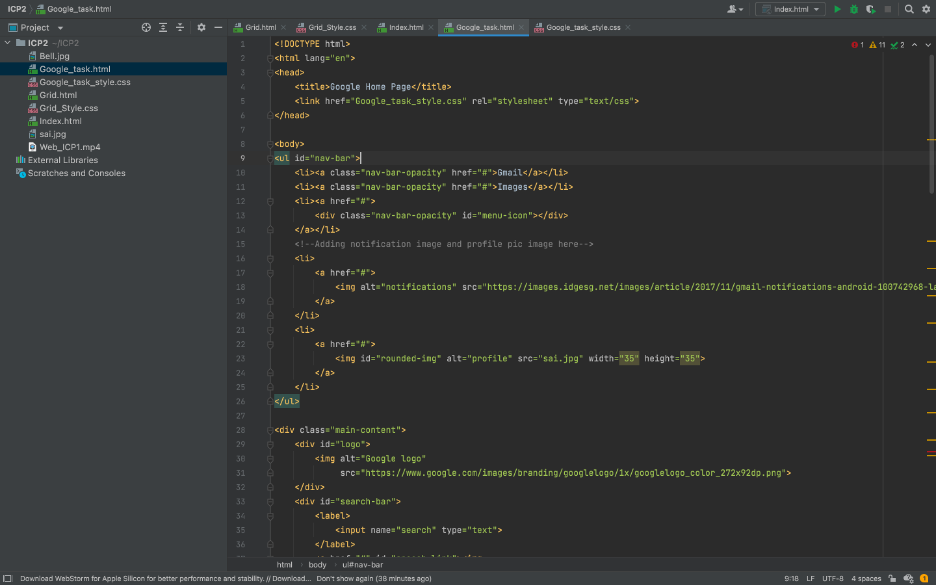 ICP2 › Google_task.html
Index.html
Project
Grid.html
Grid_Style.css
Index.html
Google_task.html
Google_task_style.css
ICP2 ~/ICP2
Bell.jpg
Google_task.html
Google_task_style.css
Grid.html
Grid_Style.css
Index.html
sai.jpg
Web_ICP1.mp4
External Libraries
Scratches and Consoles
1 11 2
1 <!DOCTYPE html>
2 <html lang="en">
3 <head>
4 <title>Google Home Page</title>
5 <link href="Google_task_style.css" rel="stylesheet" type="text/css">
6 </head>
7
8 <body>
9 <ul id="nav-bar">
10 <li><a class="nav-bar-opacity" href="#">Gmail</a></li>
11 <li><a class="nav-bar-opacity" href="#">Images</a></li>
12 <li><a href="#">
13 <div class="nav-bar-opacity" id="menu-icon"></div>
14 </a></li>
15 <!--Adding notification image and profile pic image here-->
16 <li>
17 <a href="#">
18 <img alt="notifications" src="https://images.idgesg.net/images/article/2017/11/gmail-notifications-android-100742968-la
19 </a>
20 </li>
21 <li>
22 <a href="#">
23 <img id="rounded-img" alt="profile" src="sai.jpg" width="35" height="35">
24 </a>
25 </li>
26 </ul>
27
28 <div class="main-content">
29 <div id="logo">
30 <img alt="Google logo"
31 src="https://www.google.com/images/branding/googlelogo/1x/googlelogo_color_272x92dp.png">
32 </div>
33 <div id="search-bar">
34 <label>
35 <input name="search" type="text">
36 </label>
html › body › ul#nav-bar
Download WebStorm for Apple Silicon for better performance and stability. // Download... Don't show again (38 minutes ago)
9:18 LF UTF-8 4 spaces
1